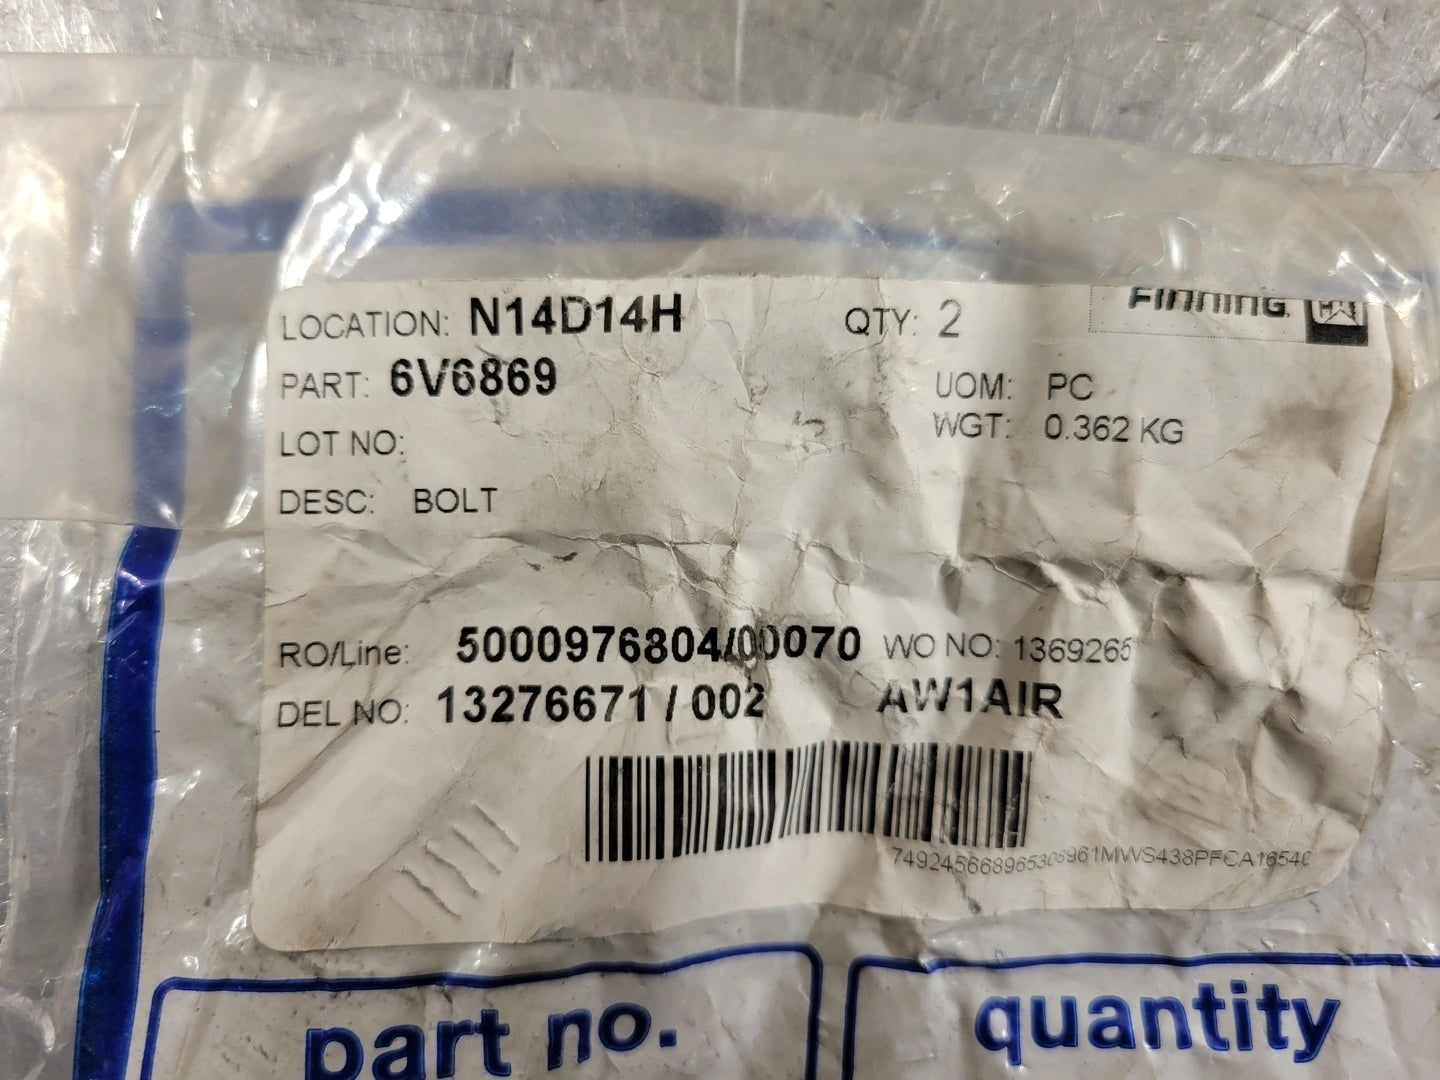 LOCATION: N14D14H QTY: 2 Finning
PART: 6V6869 UOM: PC
WGT: 0.362 KG
LOT NO:
DESC: BOLT
RO/Line: 5000976804/00070 WO NO: 1369265
DEL NO: 13276671 / 002 AW1AIR
part no. quantity